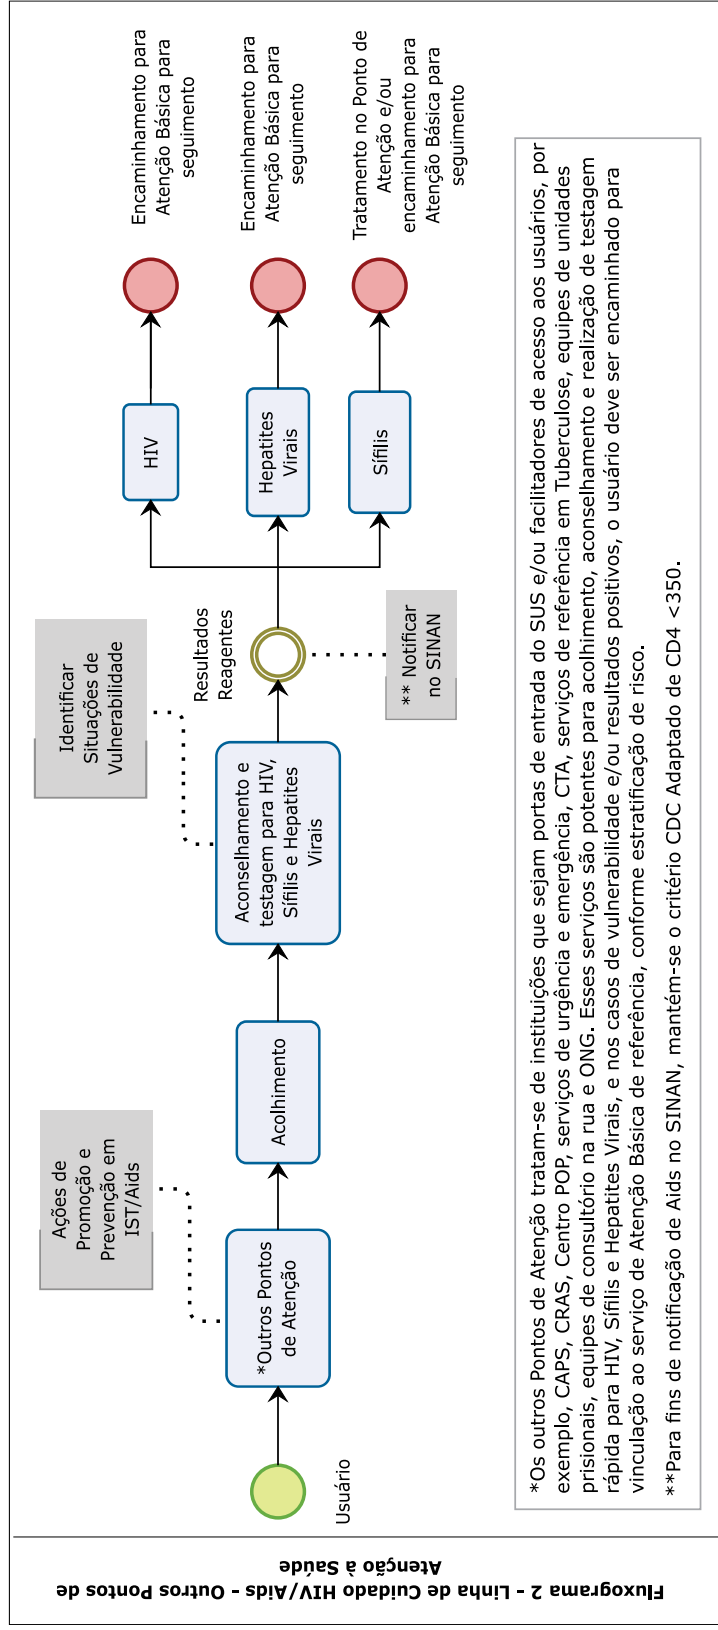 Fluxograma 2 - Linha de Cuidado HIV/Aids - Outros Pontos de
Atenção à Saúde
Usuário
*Outros Pontos
de Atenção
Ações de
Promoção e
Prevenção em
IST/Aids
Acolhimento
Aconselhamento e
testagem para HIV,
Sífilis e Hepatites
Virais
Identificar
Situações de
Vulnerabilidade
Resultados
Reagentes
** Notificar
no SINAN
HIV
Encaminhamento para
Atenção Básica para
seguimento
Hepatites
Virais
Encaminhamento para
Atenção Básica para
seguimento
Sífilis
Tratamento no Ponto de
Atenção e/ou
encaminhamento para
Atenção Básica para
seguimento
*Os outros Pontos de Atenção tratam-se de instituições que sejam portas de entrada do SUS e/ou facilitadores de acesso aos usuários, por
exemplo, CAPS, CRAS, Centro POP, serviços de urgência e emergência, CTA, serviços de referência em Tuberculose, equipes de unidades
prisionais, equipes de consultório na rua e ONG. Esses serviços são potentes para acolhimento, aconselhamento e realização de testagem
rápida para HIV, Sífilis e Hepatites Virais, e nos casos de vulnerabilidade e/ou resultados positivos, o usuário deve ser encaminhado para
vinculação ao serviço de Atenção Básica de referência, conforme estratificação de risco.
**Para fins de notificação de Aids no SINAN, mantém-se o critério CDC Adaptado de CD4 <350.